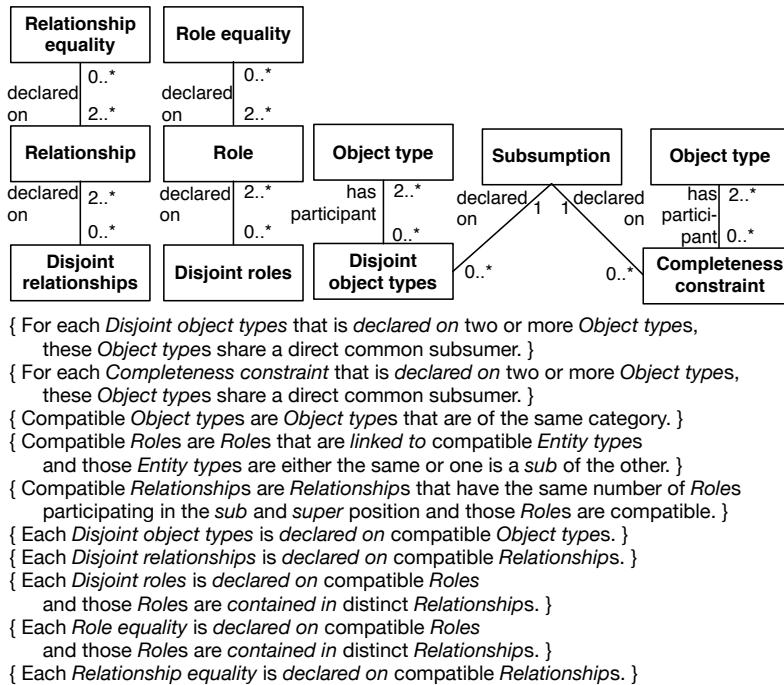 Relationship
equality
Role equality
0..*
0..*
declared
on
declared
on
2..*
2..*
Relationship
Role
Object type
Subsumption
Object type
declared
on
2..*
0..*
declared
on
2..*
0..*
has
participant
2..*
0..*
declared
on
1
1
declared
on
has
partici-
pant
2..*
0..*
Disjoint
relationships
Disjoint roles
Disjoint
object types
0..*
0..*
Completeness
constraint
{ For each Disjoint object types that is declared on two or more Object types,
these Object types share a direct common subsumer. }
{ For each Completeness constraint that is declared on two or more Object types,
these Object types share a direct common subsumer. }
{ Compatible Object types are Object types that are of the same category. }
{ Compatible Roles are Roles that are linked to compatible Entity types
and those Entity types are either the same or one is a sub of the other. }
{ Compatible Relationships are Relationships that have the same number of Roles
participating in the sub and super position and those Roles are compatible. }
{ Each Disjoint object types is declared on compatible Object types. }
{ Each Disjoint relationships is declared on compatible Relationships. }
{ Each Disjoint roles is declared on compatible Roles
and those Roles are contained in distinct Relationships. }
{ Each Role equality is declared on compatible Roles
and those Roles are contained in distinct Relationships. }
{ Each Relationship equality is declared on compatible Relationships. }